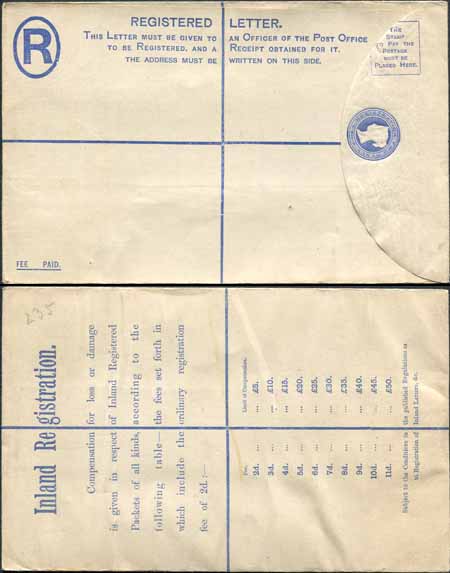 REGISTERED LETTER.
THIS LETTER MUST BE GIVEN TO AN OFFICER OF THE POST OFFICE
TO BE REGISTERED, AND A RECEIPT OBTAINED FOR IT.
THE ADDRESS MUST BE WRITTEN ON THIS SIDE.
R
THE
STAMP
TO PAY THE
POSTAGE
MUST BE
PLACED HERE.
FEE PAID.
£35
Inland Registration.
Compensation for loss or damage
is given in respect of Inland Registered
Packets of all kinds, according to the
following table— the fees set forth in
which include the ordinary registration
fee of 2d. :—
Fee. Limit of Compensation.
2d. ... ... £5.
3d. ... ... £10.
4d. ... ... £15.
5d. ... ... £20.
6d. ... ... £25.
7d. ... ... £30.
8d. ... ... £35.
9d. ... ... £40.
10d. ... ... £45.
11d. ... ... £50.
Subject to the Conditions in the published Regulations as
to Registration of Inland Letters, &c.